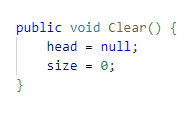 public void Clear() {
    head = null;
    size = 0;
}